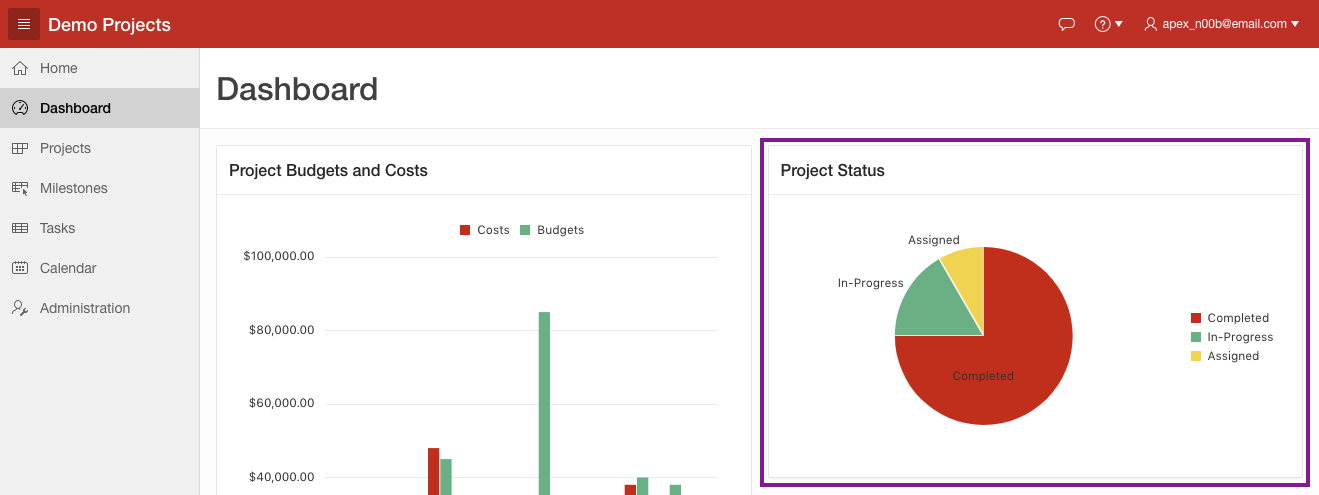 Demo Projects
apex_n00b@email.com
Home
Dashboard
Projects
Milestones
Tasks
Calendar
Administration
Dashboard
Project Budgets and Costs
Costs Budgets
$100,000.00
$80,000.00
$60,000.00
$40,000.00
Project Status
Assigned
In-Progress
Completed
Completed
In-Progress
Assigned